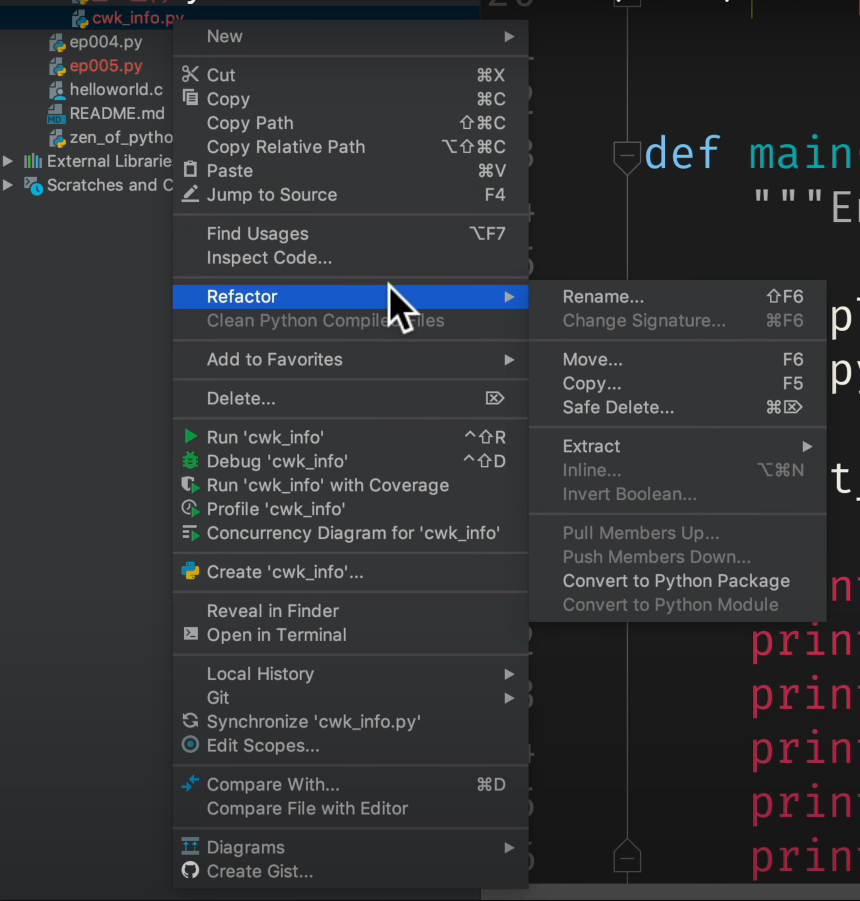 cwk_info.py
ep004.py
ep005.py
helloworld.c
README.md
zen_of_pytho
External Librarie
Scratches and C
New
Cut ⌘X
Copy ⌘C
Copy Path ⇧⌘C
Copy Relative Path ⌥⇧⌘C
Paste ⌘V
Jump to Source F4
Find Usages ⌥F7
Inspect Code...
Refactor
Clean Python Compiled Files
Add to Favorites
Delete... ⌦
Run 'cwk_info' ^⇧R
Debug 'cwk_info' ^⇧D
Run 'cwk_info' with Coverage
Profile 'cwk_info'
Concurrency Diagram for 'cwk_info'
Create 'cwk_info'...
Reveal in Finder
Open in Terminal
Local History
Git
Synchronize 'cwk_info.py'
Edit Scopes...
Compare With... ⌘D
Compare File with Editor
Diagrams
Create Gist...
Rename... ⇧F6
Change Signature... ⌘F6
Move... F6
Copy... F5
Safe Delete... ⌘⌦
Extract
Inline... ⌥⌘N
Invert Boolean...
Pull Members Up...
Push Members Down...
Convert to Python Package
Convert to Python Module
def main
"""E
p
py
t_
n
prin
prin
prin
prin
prin